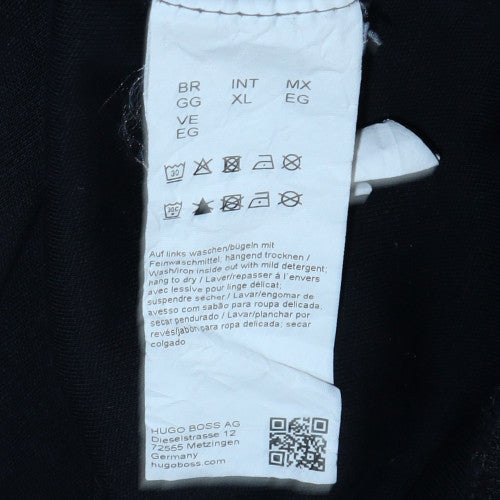 BR INT MX
GG XL EG
VE
EG
30
Auf links waschen/bügeln mit
Feinwaschmittel; hängend trocknen /
Wash/iron inside out with mild detergent;
hang to dry / Laver/repasser à l'envers
avec lessive pour linge délicat;
suspendre sécher / Lavar/engomar de
avesso com sabão para roupa delicada;
secar pendurado / Lavar/planchar por
revés/jabón para ropa delicada; secar
colgado
HUGO BOSS AG
Dieselstrasse 12
72555 Metzingen
Germany
hugoboss.com